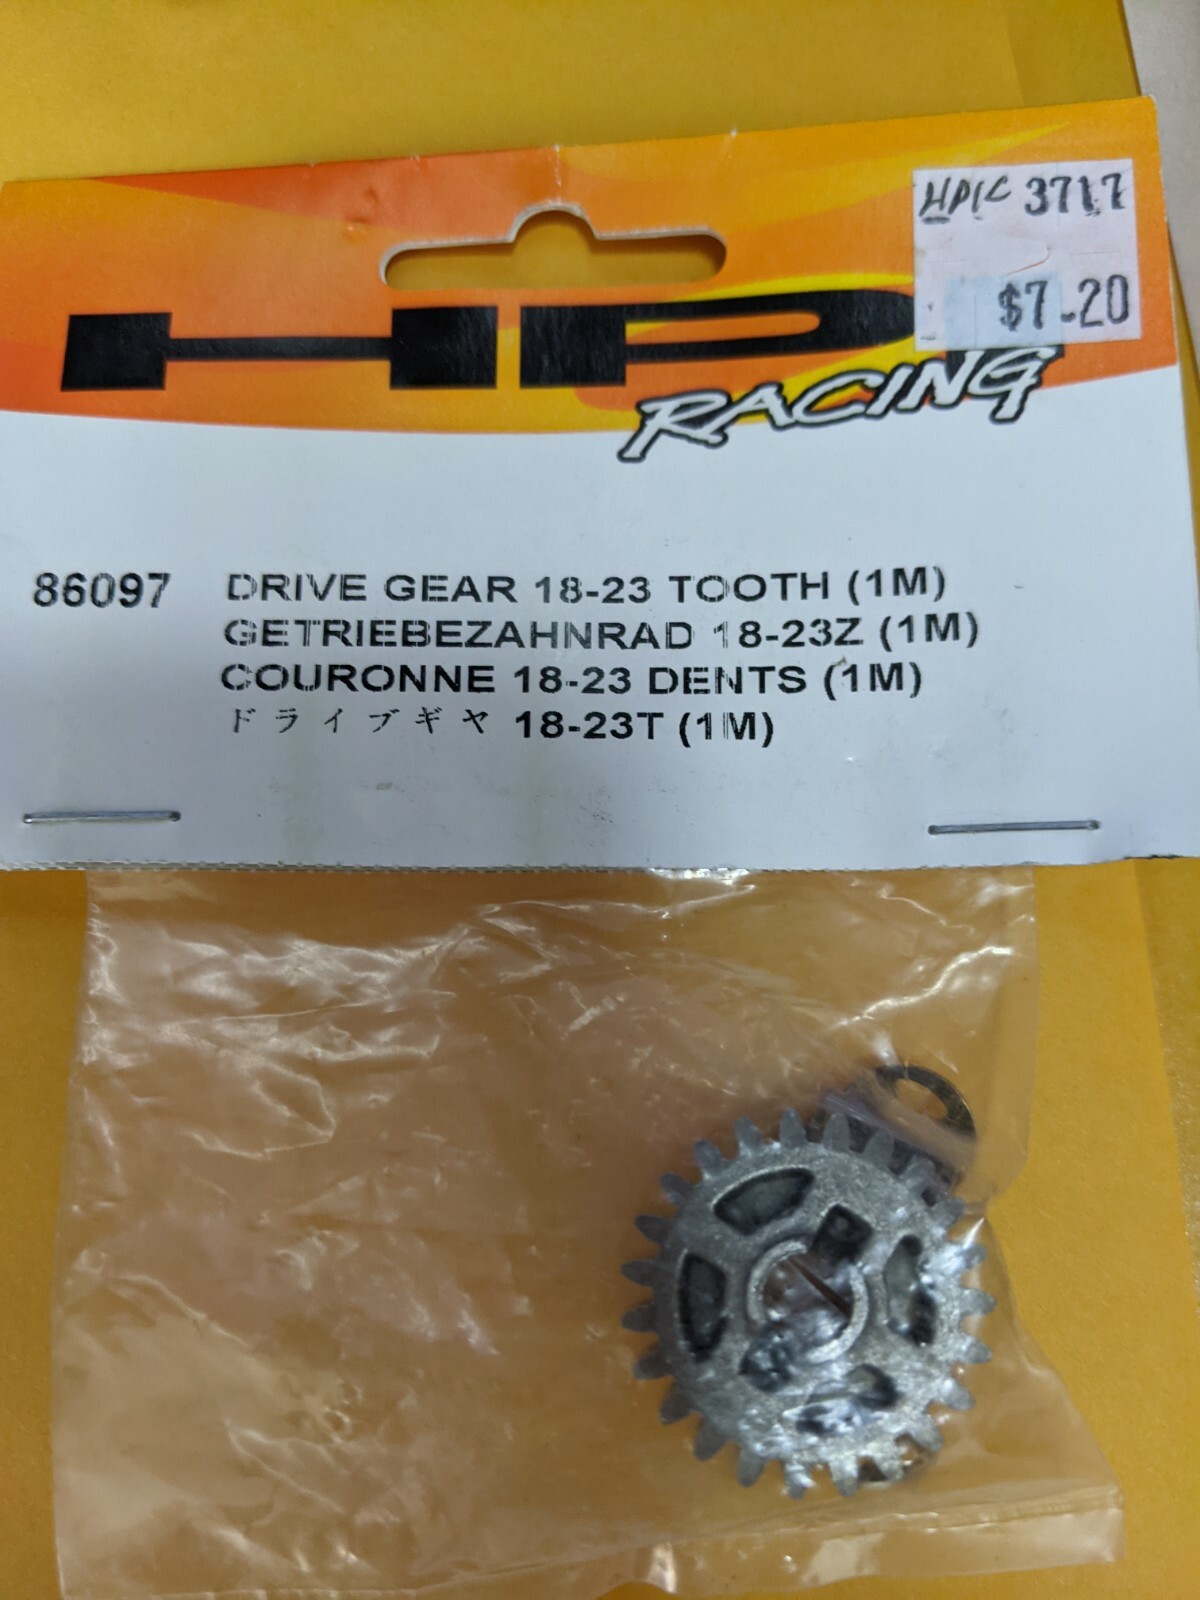 HPIC 3717
$7.20
HPI
RACING
86097 DRIVE GEAR 18-23 TOOTH (1M)
GETRIEBEZAHNRAD 18-23Z (1M)
COURONNE 18-23 DENTS (1M)
ドライブギヤ 18-23T (1M)